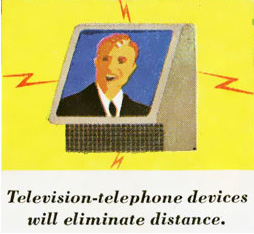 Television-telephone devices
will eliminate distance.